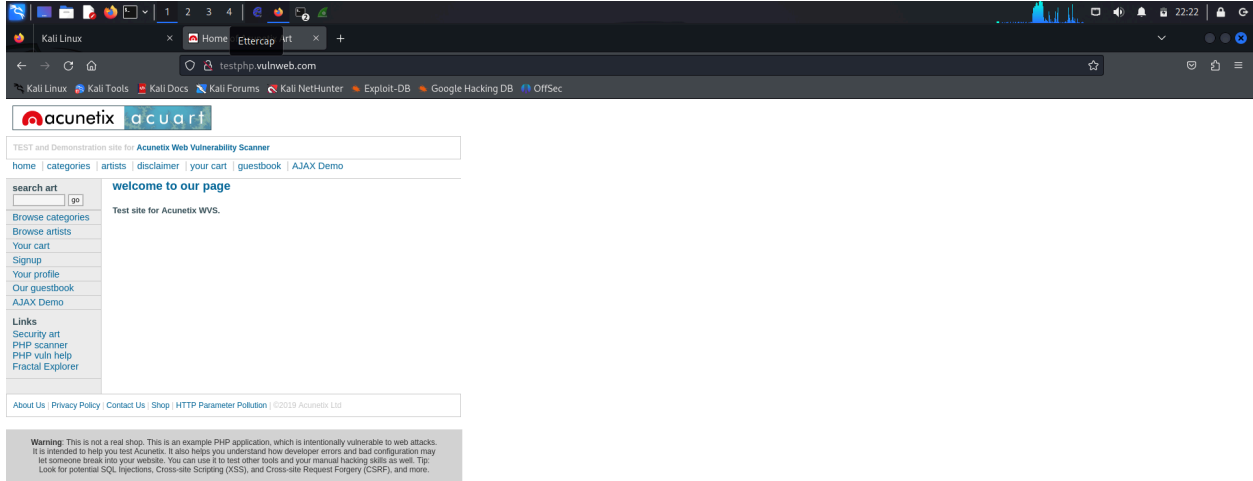 1 2 3 4 22:22
Kali Linux Home Art
Ettercap
testphp.vulnweb.com
Kali Linux Kali Tools Kali Docs Kali Forums Kali NetHunter Exploit-DB Google Hacking DB OffSec
acunetix acuart
TEST and Demonstration site for Acunetix Web Vulnerability Scanner
home | categories | artists | disclaimer | your cart | guestbook | AJAX Demo
search art
go
Browse categories
Browse artists
Your cart
Signup
Your profile
Our guestbook
AJAX Demo
Links
Security art
PHP scanner
PHP vuln help
Fractal Explorer
welcome to our page
Test site for Acunetix WVS.
About Us | Privacy Policy | Contact Us | Shop | HTTP Parameter Pollution | ©2019 Acunetix Ltd
Warning: This is not a real shop. This is an example PHP application, which is intentionally vulnerable to web attacks.
It is intended to help you test Acunetix. It also helps you understand how developer errors and bad configuration may
let someone break into your website. You can use it to test other tools and your manual hacking skills as well. Tip:
Look for potential SQL Injections, Cross-site Scripting (XSS), and Cross-site Request Forgery (CSRF), and more.